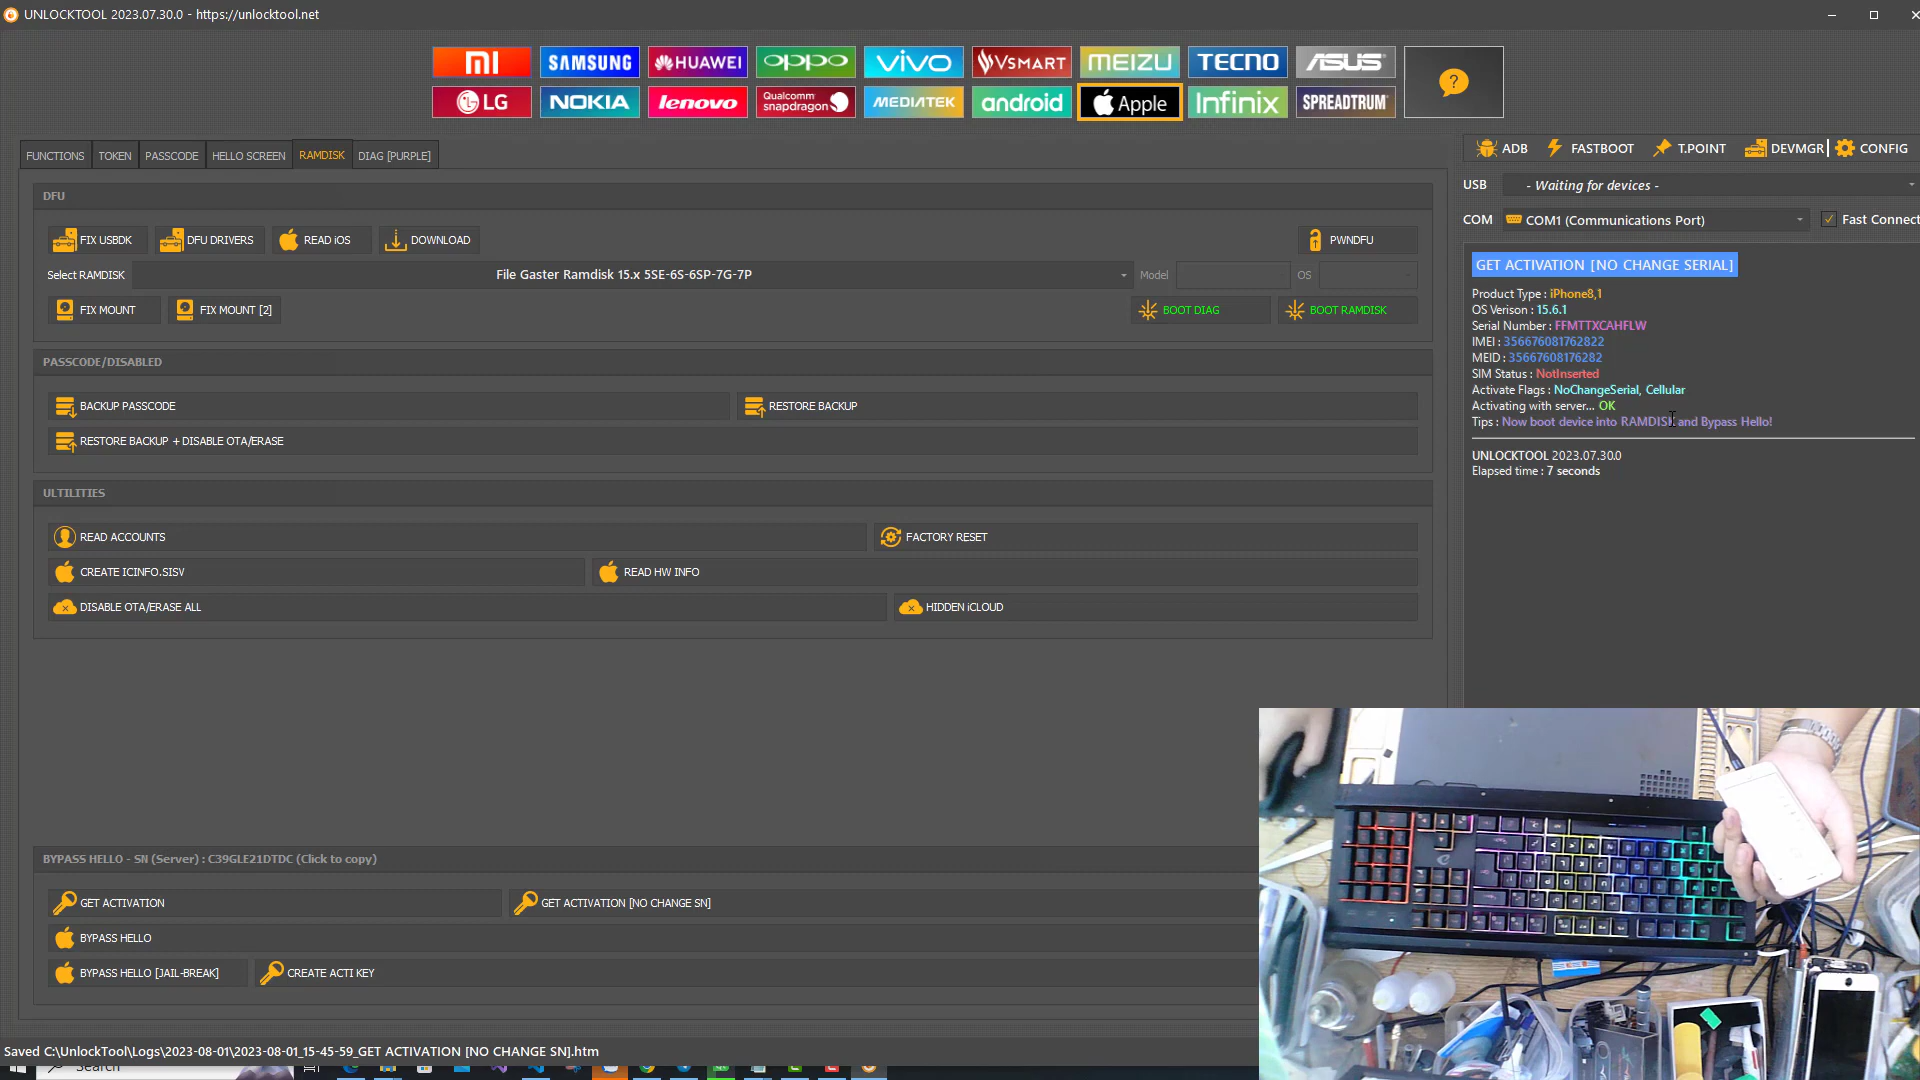 UNLOCKTOOL 2023.07.30.0 - https://unlocktool.net
MI SAMSUNG HUAWEI oppo vivo VSMART MEIZU TECNO ASUS
LG NOKIA lenovo Qualcomm snapdragon MEDIATEK android Apple Infinix SPREADTRUM ?
FUNCTIONS TOKEN PASSCODE HELLO SCREEN RAMDISK DIAG [PURPLE]
ADB FASTBOOT T.POINT DEVMGR CONFIG
USB - Waiting for devices -
COM COM1 (Communications Port) Fast Connect
DFU
FIX USBDK DFU DRIVERS READ iOS DOWNLOAD PWNDFU
Select RAMDISK File Gaster Ramdisk 15.x 5SE-6S-6SP-7G-7P Model OS
FIX MOUNT FIX MOUNT [2] BOOT DIAG BOOT RAMDISK
PASSCODE/DISABLED
BACKUP PASSCODE RESTORE BACKUP
RESTORE BACKUP + DISABLE OTA/ERASE
ULTILITIES
READ ACCOUNTS FACTORY RESET
CREATE ICINFO.SISV READ HW INFO
DISABLE OTA/ERASE ALL HIDDEN iCLOUD
GET ACTIVATION [NO CHANGE SERIAL]
Product Type : iPhone8,1
OS Verison : 15.6.1
Serial Number : FFMTTXCAHFLW
IMEI : 356676081762822
MEID : 35667608176282
SIM Status : NotInserted
Activate Flags : NoChangeSerial, Cellular
Activating with server... OK
Tips : Now boot device into RAMDISK and Bypass Hello!
UNLOCKTOOL 2023.07.30.0
Elapsed time : 7 seconds
BYPASS HELLO - SN (Server) : C39GLE21DTDC (Click to copy)
GET ACTIVATION GET ACTIVATION [NO CHANGE SN]
BYPASS HELLO
BYPASS HELLO [JAIL-BREAK] CREATE ACTI KEY
Saved C:\UnlockTool\Logs\2023-08-01\2023-08-01_15-45-59_GET ACTIVATION [NO CHANGE SN].htm
Search